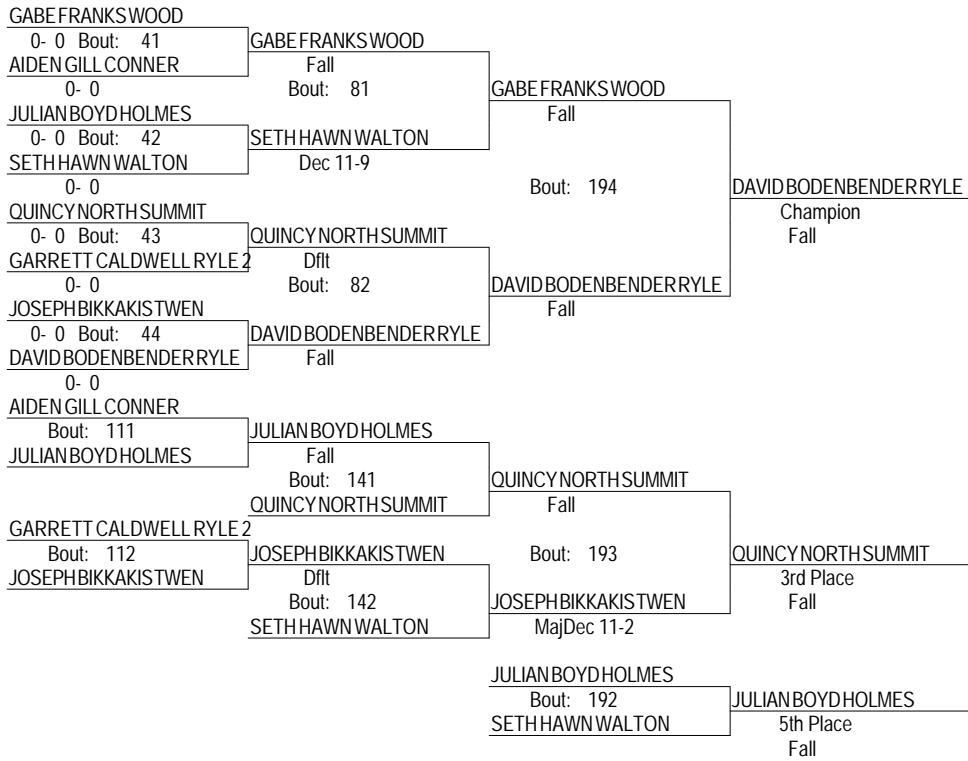 GABE FRANKS WOOD
0- 0 Bout: 41 GABE FRANKS WOOD
AIDEN GILL CONNER Fall
0- 0 Bout: 81 GABE FRANKS WOOD
JULIAN BOYD HOLMES Fall
0- 0 Bout: 42 SETH HAWN WALTON
SETH HAWN WALTON Dec 11-9
0- 0 Bout: 194 DAVID BODENBENDER RYLE
QUINCY NORTH SUMMIT Champion
0- 0 Bout: 43 QUINCY NORTH SUMMIT Fall
GARRETT CALDWELL RYLE 2 Dflt
0- 0 Bout: 82 DAVID BODENBENDER RYLE
JOSEPH BIKKAKIS TWEN Fall
0- 0 Bout: 44 DAVID BODENBENDER RYLE
DAVID BODENBENDER RYLE Fall
0- 0
AIDEN GILL CONNER
Bout: 111 JULIAN BOYD HOLMES
JULIAN BOYD HOLMES Fall
Bout: 141 QUINCY NORTH SUMMIT
QUINCY NORTH SUMMIT Fall
GARRETT CALDWELL RYLE 2
Bout: 112 JOSEPH BIKKAKIS TWEN Bout: 193 QUINCY NORTH SUMMIT
JOSEPH BIKKAKIS TWEN Dflt 3rd Place
Bout: 142 JOSEPH BIKKAKIS TWEN Fall
SETH HAWN WALTON MajDec 11-2
JULIAN BOYD HOLMES
Bout: 192 JULIAN BOYD HOLMES
SETH HAWN WALTON 5th Place
Fall